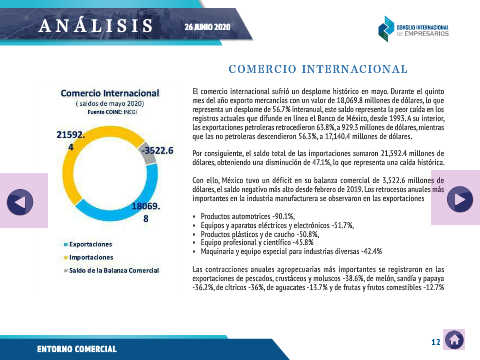 ANÁLISIS
26 JUNIO 2020
CONSEJO INTERNACIONAL
DE EMPRESARIOS
COMERCIO INTERNACIONAL
Comercio Internacional
( saldos de mayo 2020)
Fuente COINE: INEGI
21592.
4
-3522.6
18069.
8
Exportaciones
Importaciones
Saldo de la Balanza Comercial
El comercio internacional sufrió un desplome histórico en mayo. Durante el quinto
mes del año exporto mercancías con un valor de 18,069.8 millones de dólares, lo que
representa un desplome de 56.7% interanual, este saldo representa la peor caída en los
registros actuales que difunde en línea el Banco de México, desde 1993. A su interior,
las exportaciones petroleras retrocedieron 63.8%, a 929.3 millones de dólares, mientras
que las no petroleras descendieron 56.3%, a 17,140.4 millones de dólares,
Por consiguiente, el saldo total de las importaciones sumaron 21,592.4 millones de
dólares, obteniendo una disminución de 47.1%, lo que representa una caída histórica.
Con ello, México tuvo un déficit en su balanza comercial de 3,522.6 millones de
dólares, el saldo negativo más alto desde febrero de 2019. Los retrocesos anuales más
importantes en la industria manufacturera se observaron en las exportaciones
• Productos automotrices -90.1%,
• Equipos y aparatos eléctricos y electrónicos -51.7%,
• Productos plásticos y de caucho -50.8%,
• Equipo profesional y científico -45.8%
• Maquinaria y equipo especial para industrias diversas -42.4%
Las contracciones anuales agropecuarias más importantes se registraron en las
exportaciones de pescados, crustáceos y moluscos -38.6%, de melón, sandía y papaya
-36.2%, de cítricos -36%, de aguacates -13.7% y de frutas y frutos comestibles -12.7%
12
ENTORNO COMERCIAL